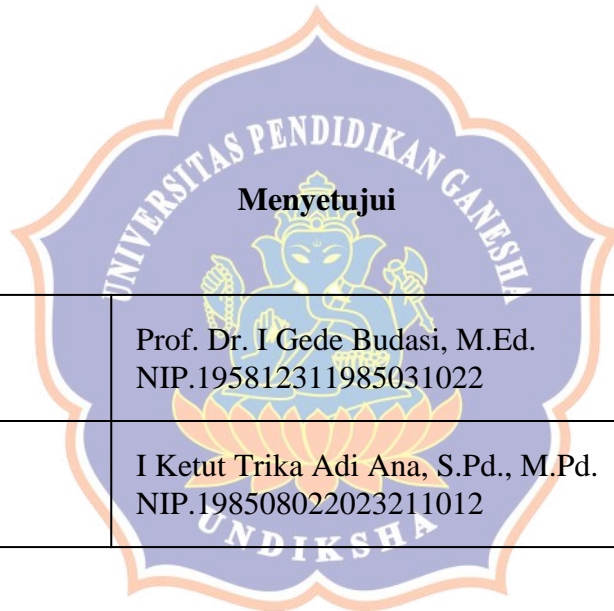 UNIVERSITAS PENDIDIKAN GANESHA
Menyetujui
Prof. Dr. I Gede Budasi, M.Ed.
NIP.195812311985031022
I Ketut Trika Adi Ana, S.Pd., M.Pd.
NIP.198508022023211012
UNDIKSHA